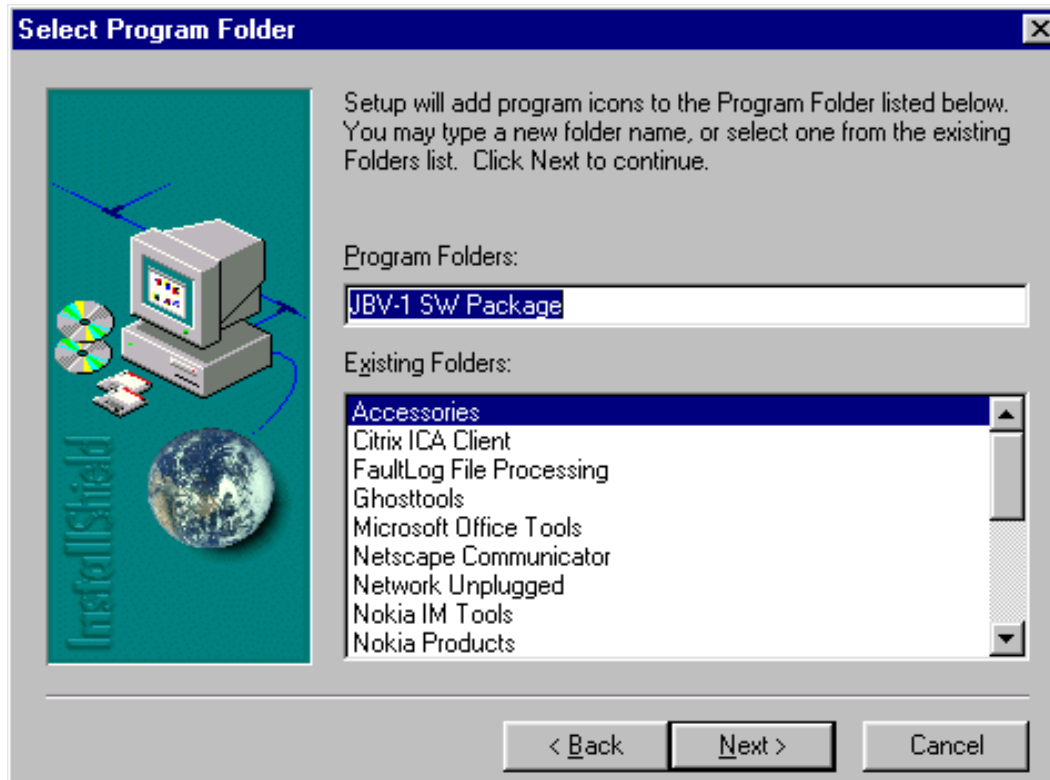 Select Program Folder
Setup will add program icons to the Program Folder listed below.
You may type a new folder name, or select one from the existing
Folders list.  Click Next to continue.
Program Folders:
JBV-1 SW Package
Existing Folders:
Accessories
Citrix ICA Client
FaultLog File Processing
Ghosttools
Microsoft Office Tools
Netscape Communicator
Network Unplugged
Nokia IM Tools
Nokia Products
InstallShield
< Back
Next >
Cancel